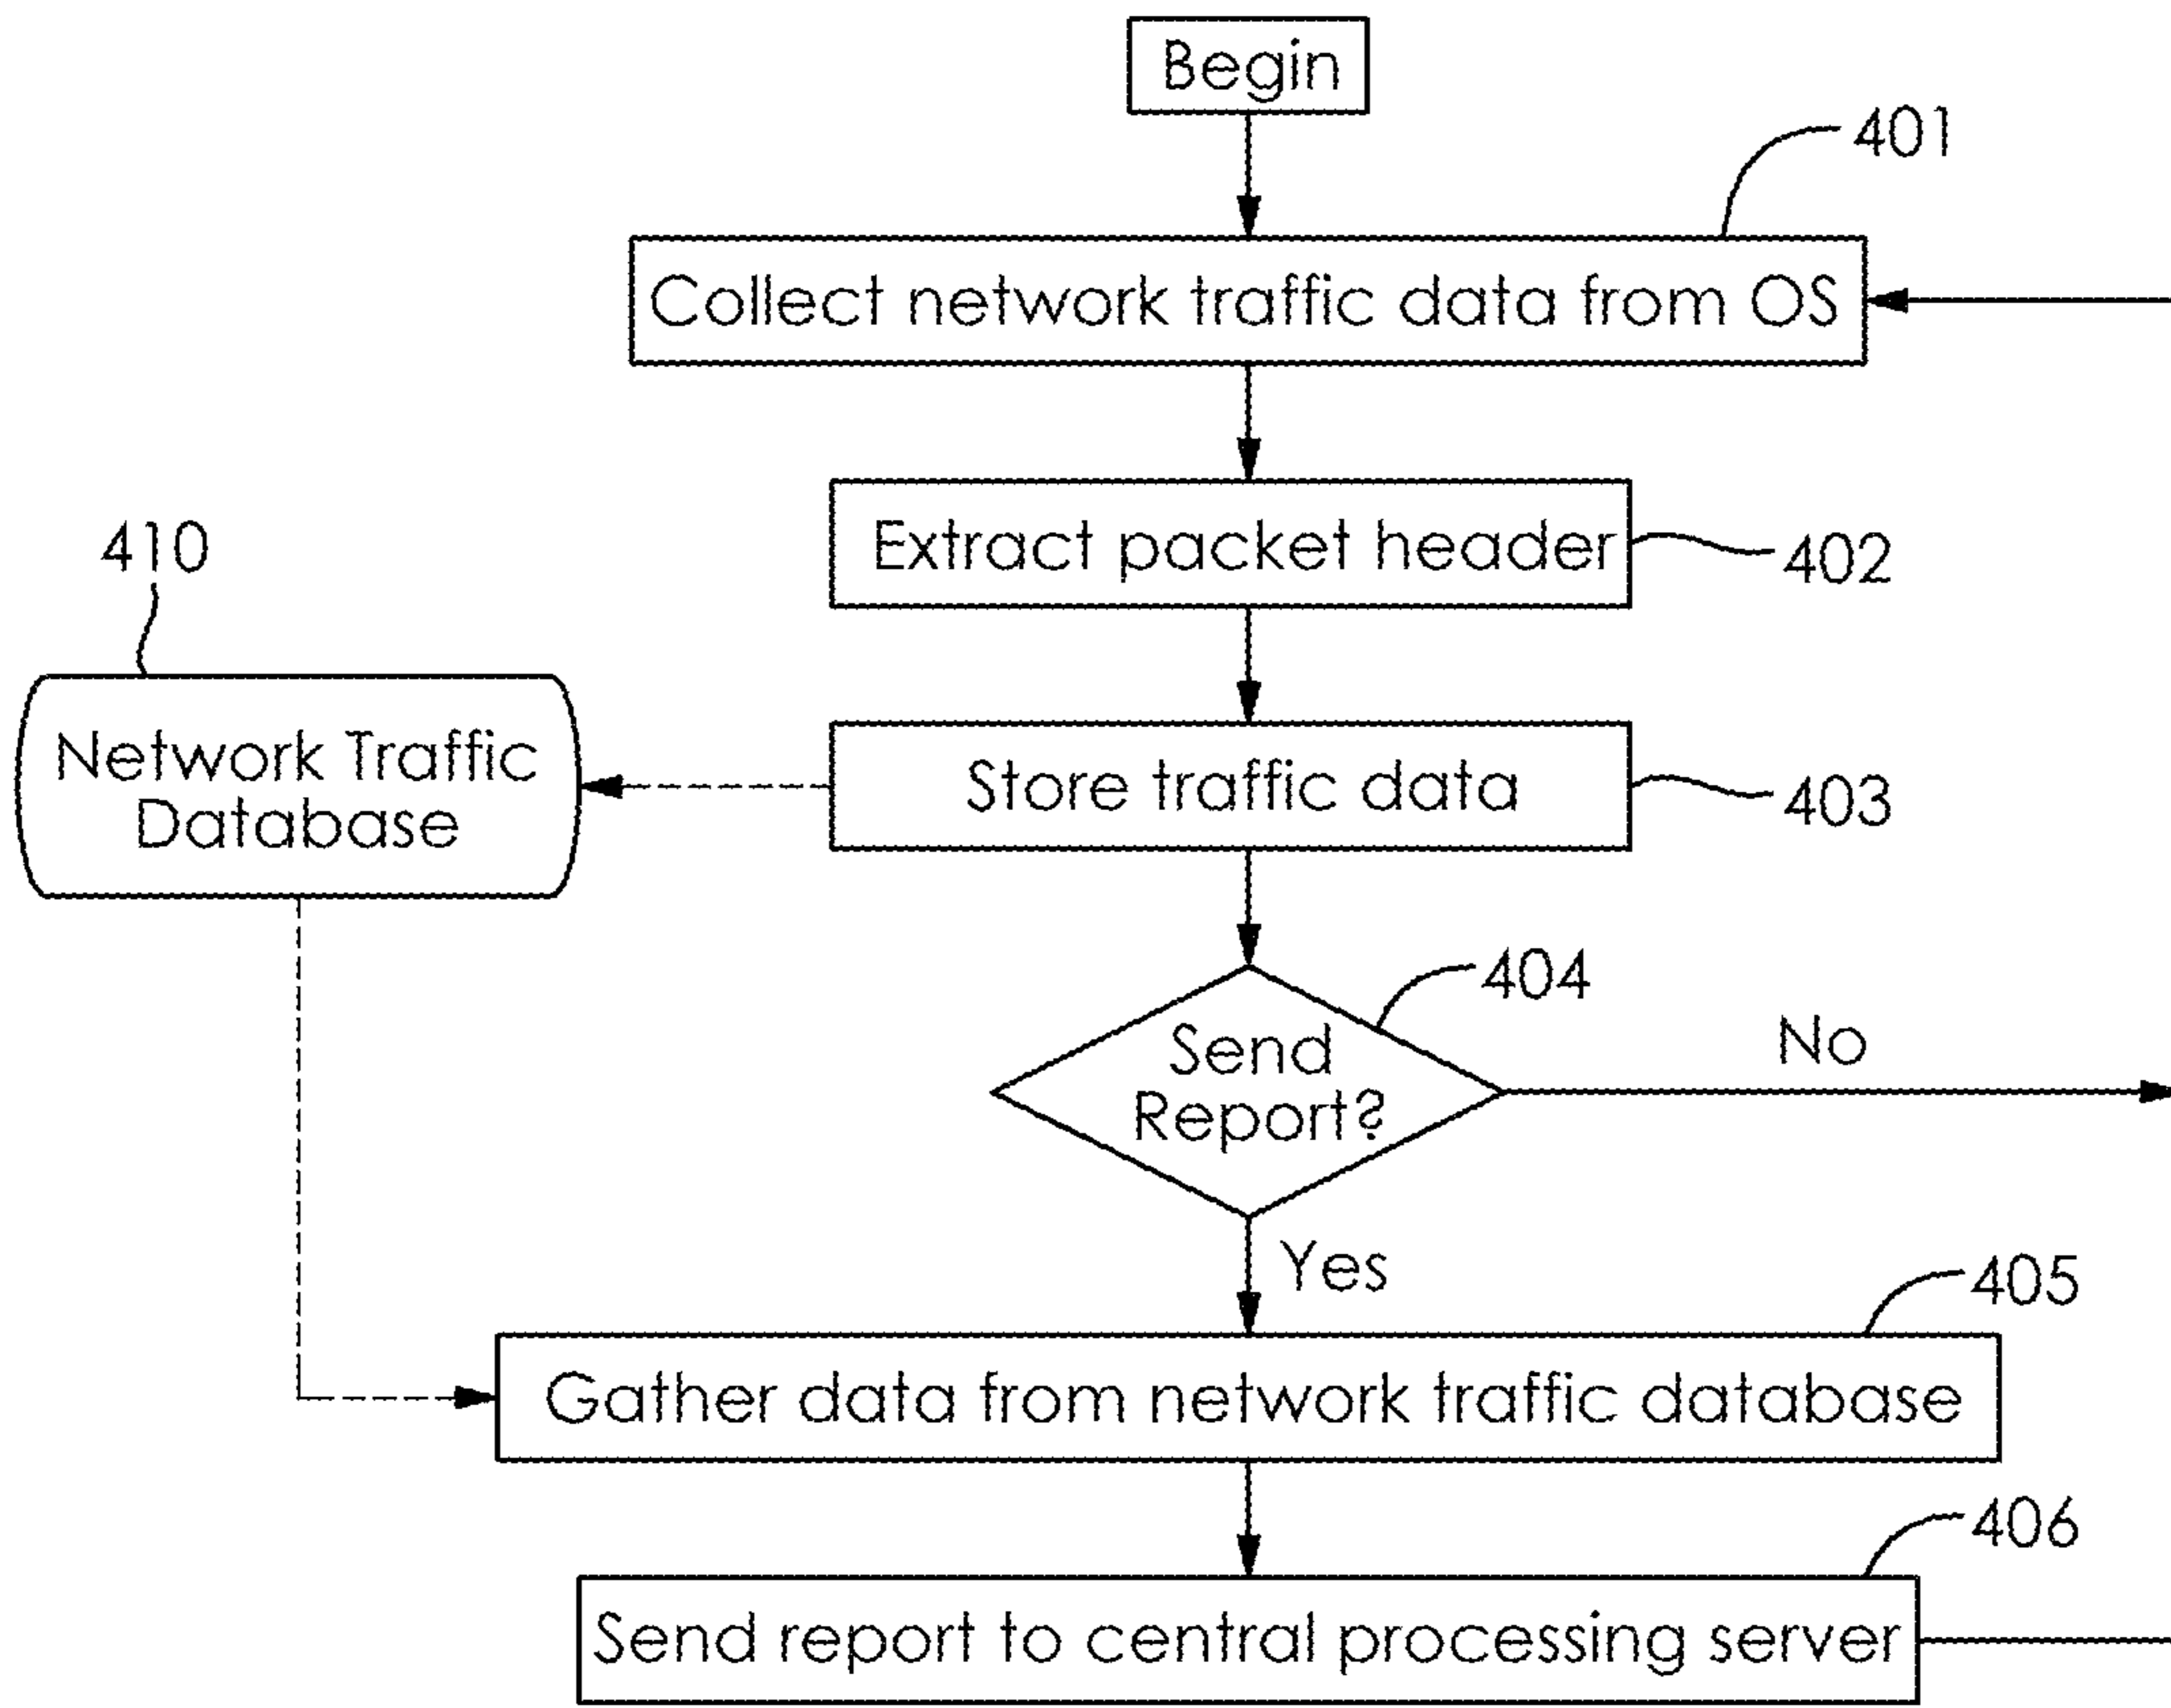 Begin
401
Collect network traffic data from OS
Extract packet header
402
410
Network Traffic
Database
Store traffic data
403
404
Send
Report?
No
Yes
405
Gather data from network traffic database
406
Send report to central processing server